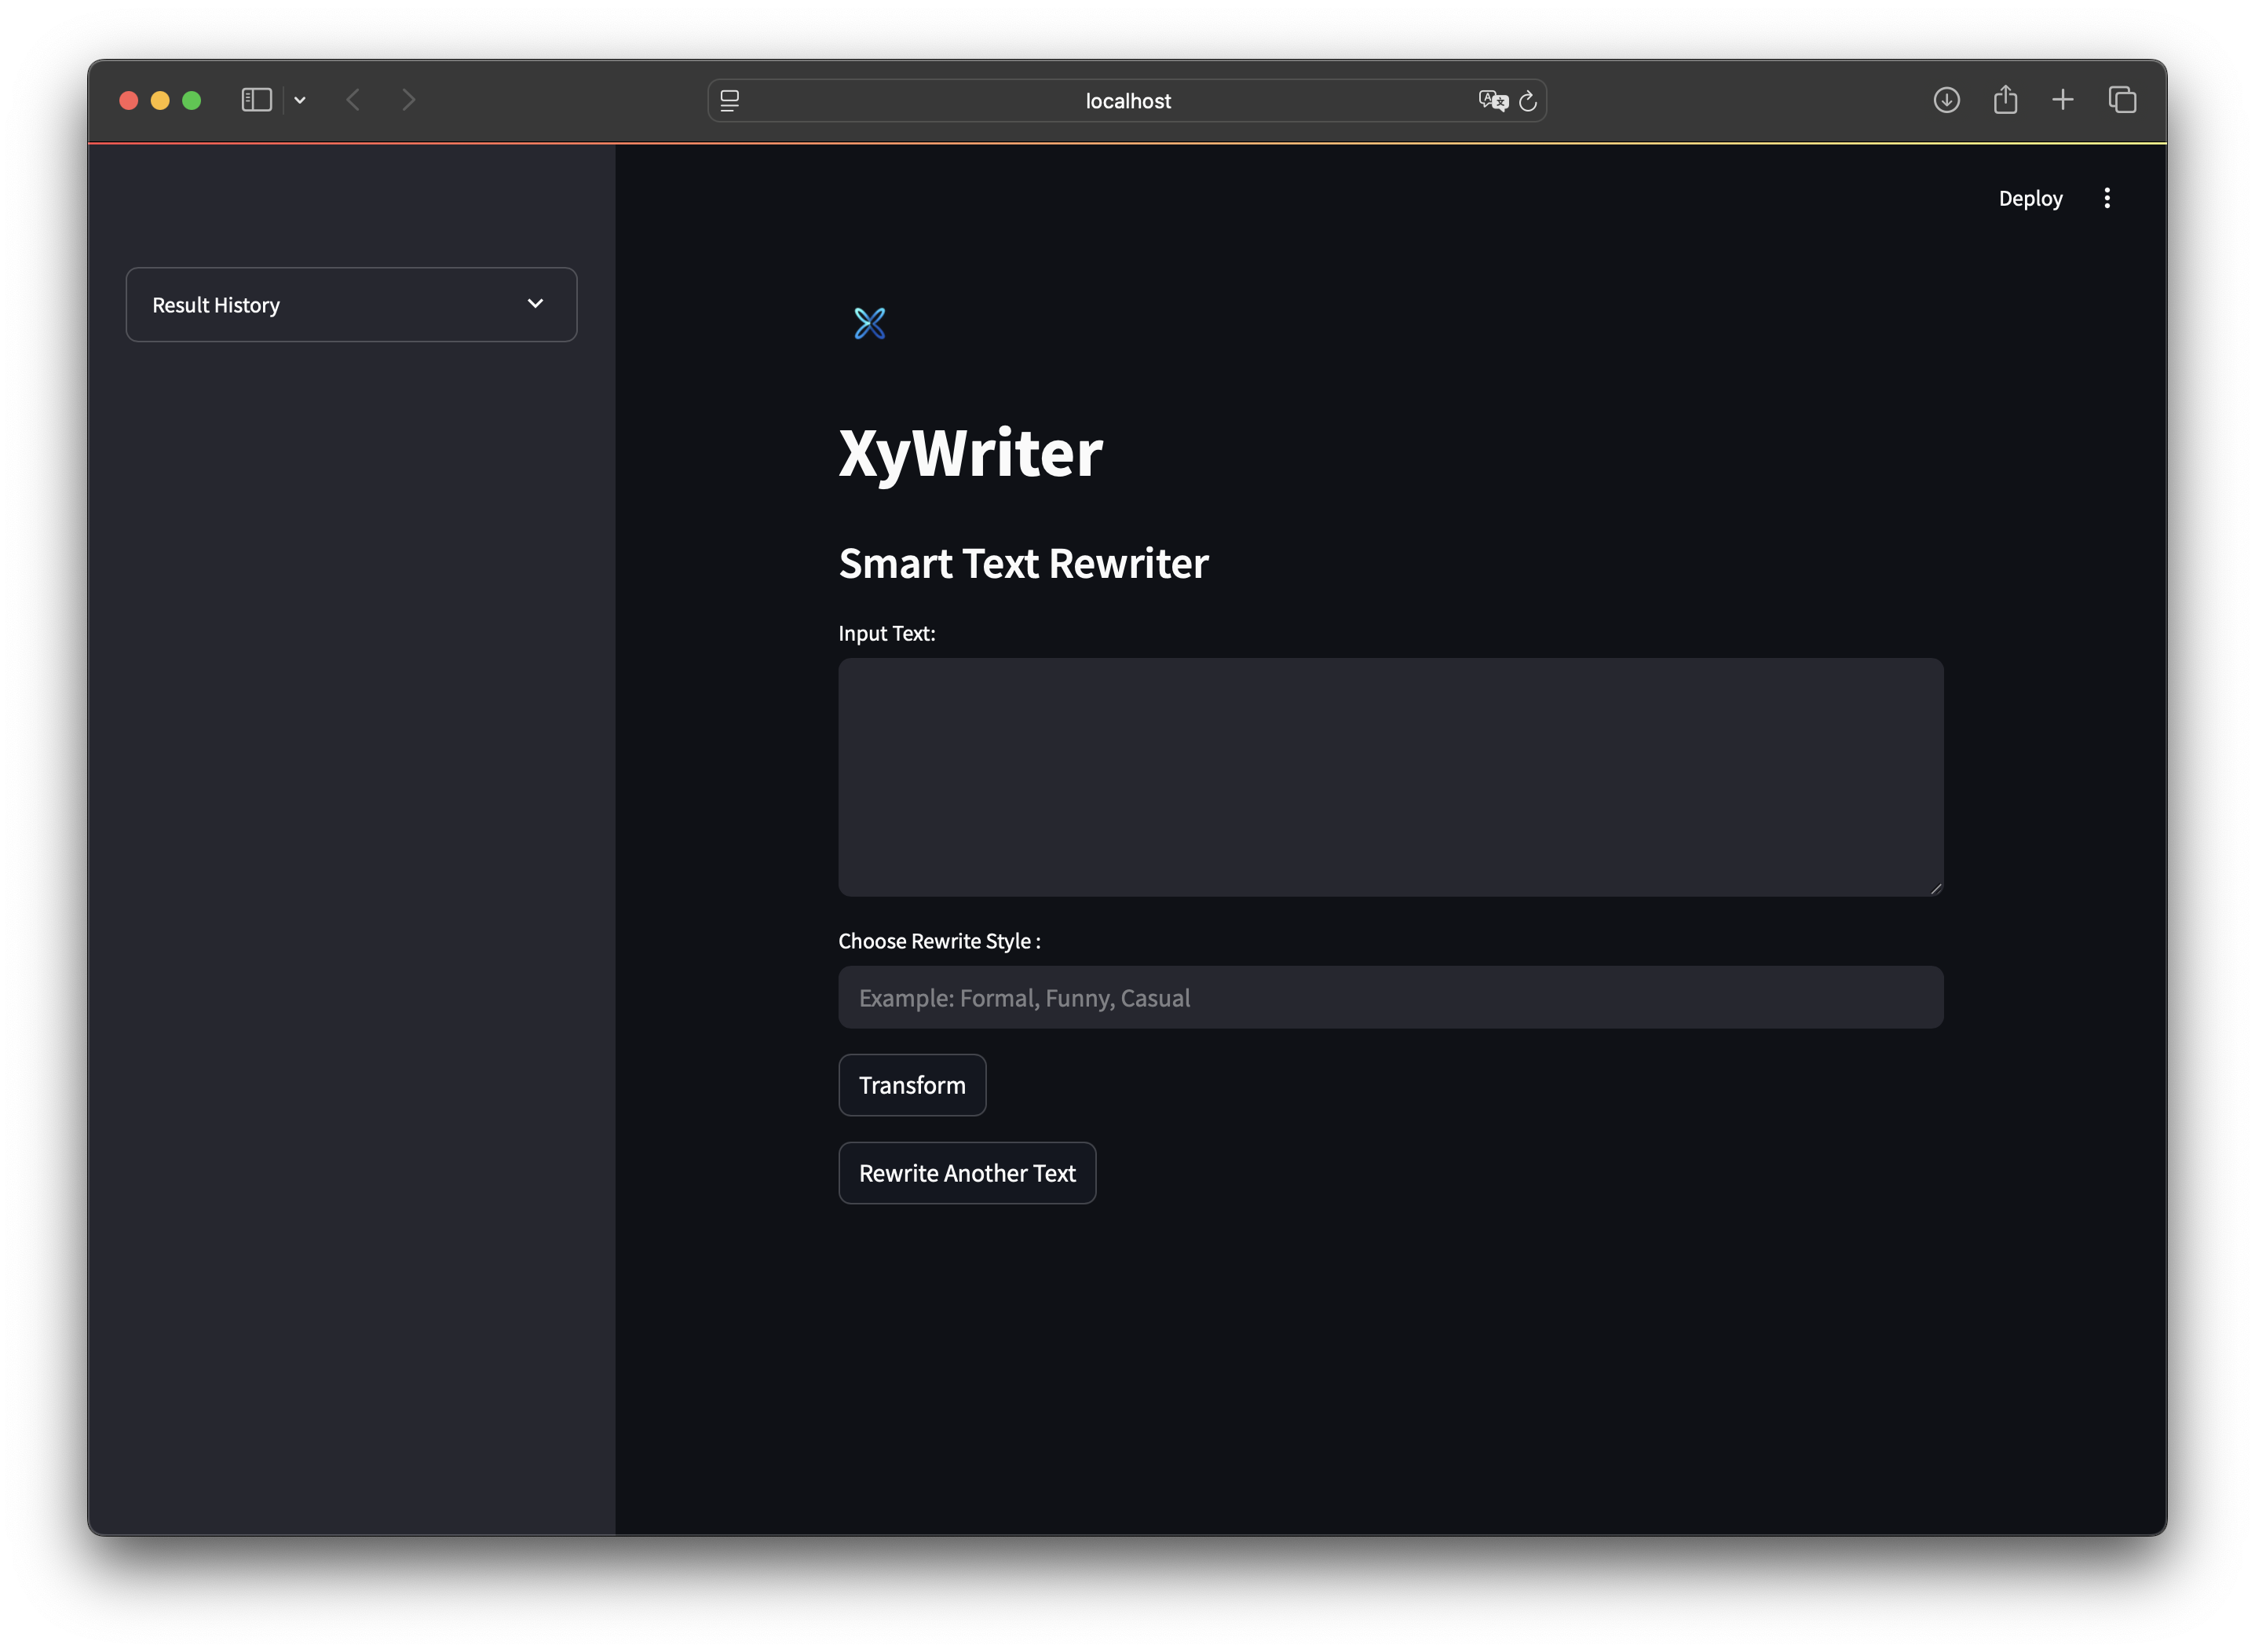 localhost
Deploy
Result History
XyWriter
Smart Text Rewriter
Input Text:
Choose Rewrite Style :
Example: Formal, Funny, Casual
Transform
Rewrite Another Text